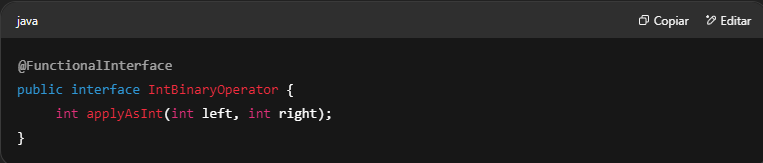 java Copiar Editar
@FunctionalInterface
public interface IntBinaryOperator {
    int applyAsInt(int left, int right);
}